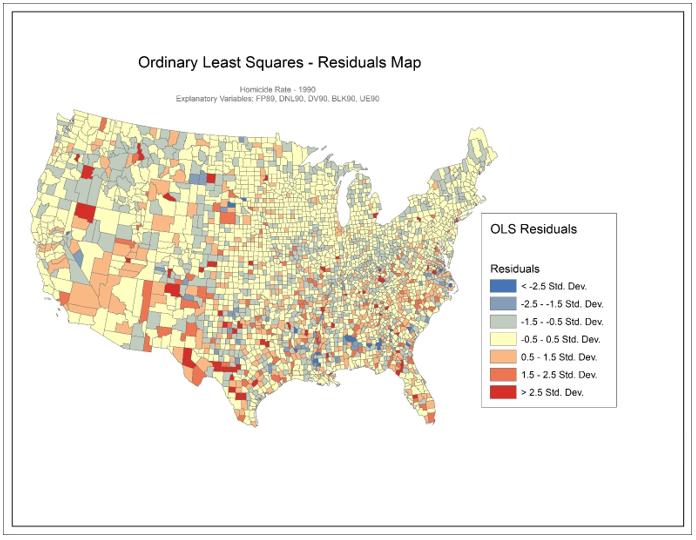 Ordinary Least Squares - Residuals Map
Homicide Rate - 1990
Explanatory Variables: FP89, DNL90, DV90, BLK90, UE90
OLS Residuals
Residuals
< -2.5 Std. Dev.
-2.5 - -1.5 Std. Dev.
-1.5 - -0.5 Std. Dev.
-0.5 - 0.5 Std. Dev.
0.5 - 1.5 Std. Dev.
1.5 - 2.5 Std. Dev.
> 2.5 Std. Dev.